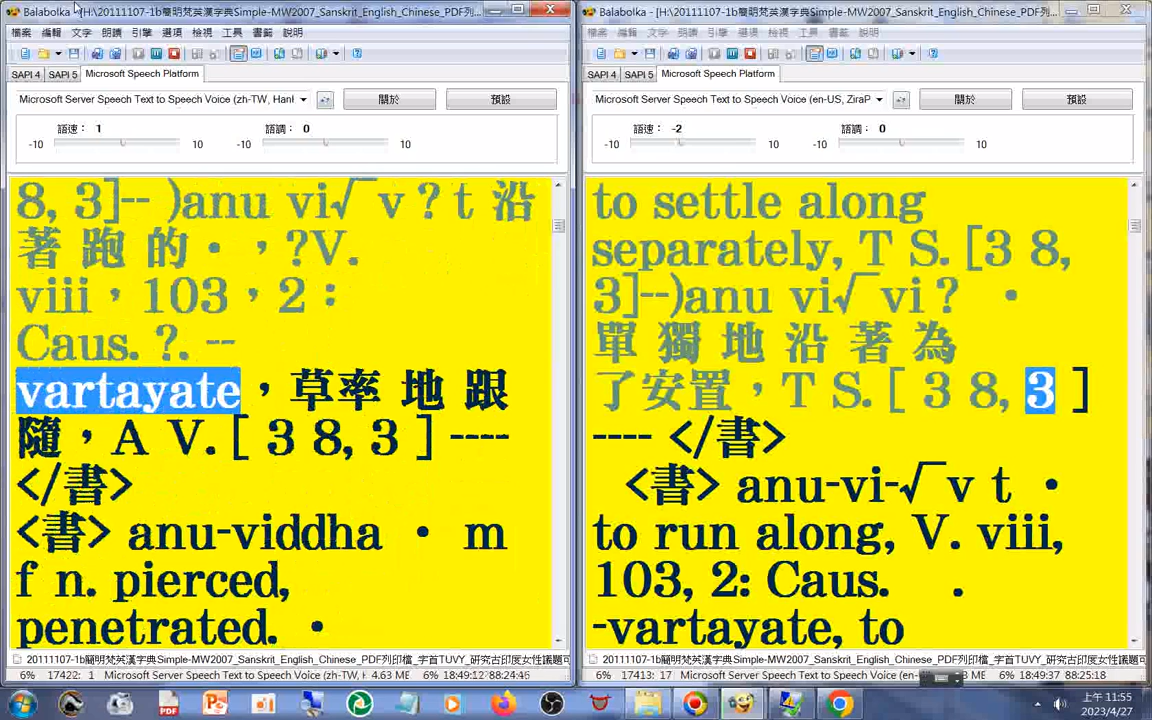 Balabolka - [H:\20111107-1b簡明梵英漢字典Simple-MW2007_Sanskrit_English_Chinese_PDF列...
檔案 編輯 文字 朗讀 引擎 選項 檢視 工具 書籤 說明
SAPI 4 SAPI 5 Microsoft Speech Platform
Microsoft Server Speech Text to Speech Voice (zh-TW, Han 關於 預設
語速： 1 語調： 0
-10 10 -10 10
8, 3]-- )anu vi√ v ? t 沿
著 跑 的 · ，?V.
viii，103，2：
Caus. ?. --
vartayate，草率 地 跟
隨，A V. [ 3 8, 3 ] ----
</書>
<書> anu-viddha · m
f n. pierced,
penetrated. ·
20111107-1b簡明梵英漢字典Simple-MW2007_Sanskrit_English_Chinese_PDF列印檔_字首TUVY_研究古印度女性議題可
6% 17422: 1 Microsoft Server Speech Text to Speech Voice (zh-TW, H 4.63 ME 6% 18:49:12 88:24:46
Balabolka - [H:\20111107-1b簡明梵英漢字典Simple-MW2007_Sanskrit_English_Chinese_PDF列印...
檔案 編輯 文字 朗讀 引擎 選項 檢視 工具 書籤 說明
SAPI 4 SAPI 5 Microsoft Speech Platform
Microsoft Server Speech Text to Speech Voice (en-US, ZiraP 關於 預設
語速： -2 語調： 0
-10 10 -10 10
to settle along
separately, T S. [3 8,
3]--)anu vi√ vi ? ·
單 獨 地 沿 著 為
了安置，T S. [ 3 8, 3 ]
---- </書>
<書> anu-vi-√ v t ·
to run along, V. viii,
103, 2: Caus. .
-vartayate, to
20111107-1b簡明梵英漢字典Simple-MW2007_Sanskrit_English_Chinese_PDF列印檔_字首TUVY_研究古印度女性議題可
6% 17413: 17 Microsoft Server Speech Text to Speech Voice 6% 18:49:37 88:25:18
上午 11:55
2023/4/27